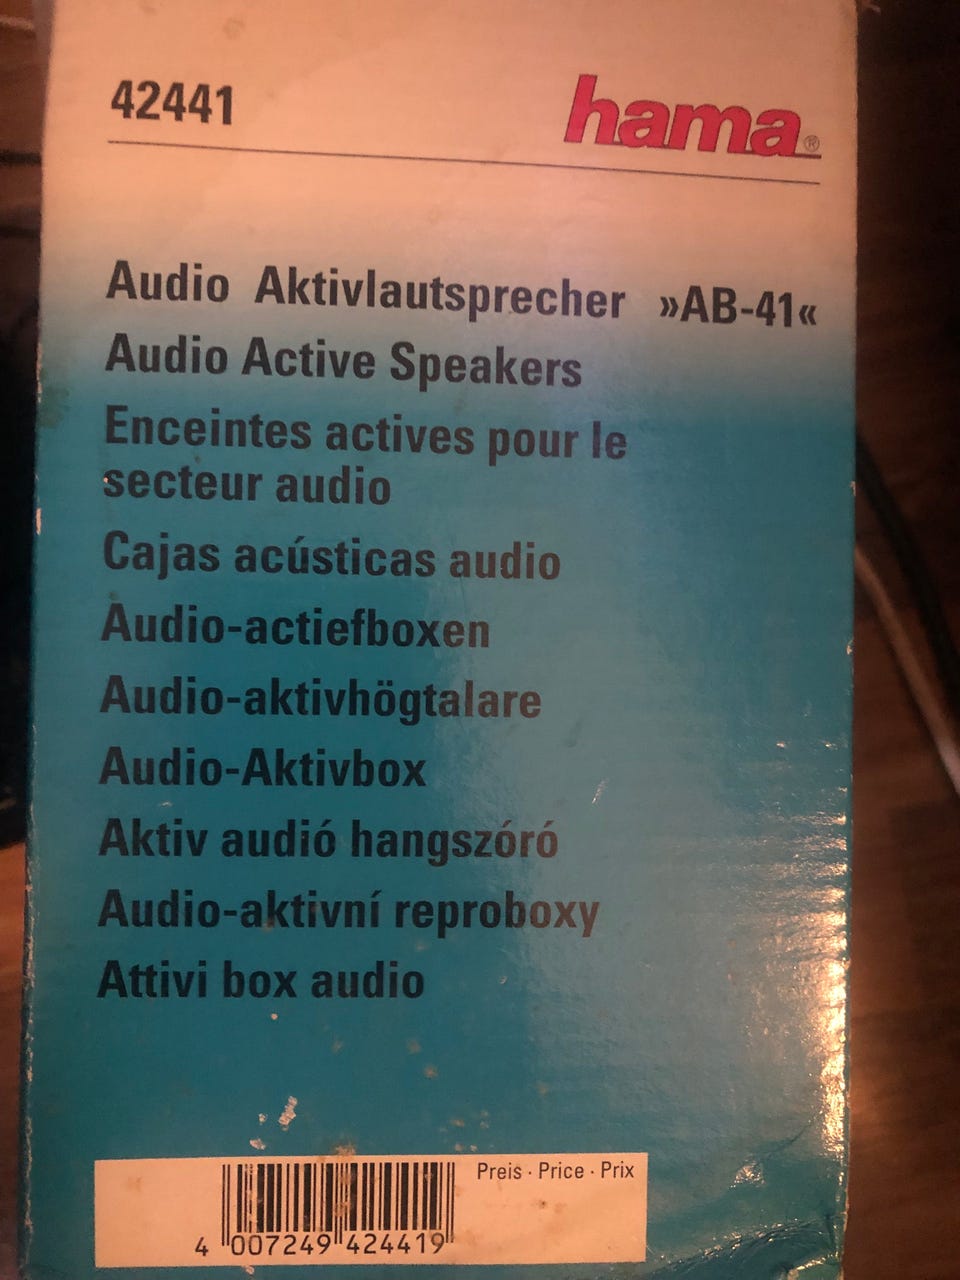 42441
hama®
Audio Aktivlautsprecher »AB-41«
Audio Active Speakers
Enceintes actives pour le
secteur audio
Cajas acústicas audio
Audio-actiefboxen
Audio-aktivhögtalare
Audio-Aktivbox
Aktiv audió hangszóró
Audio-aktivní reproboxy
Attivi box audio
Preis · Price · Prix
4 007249 424419